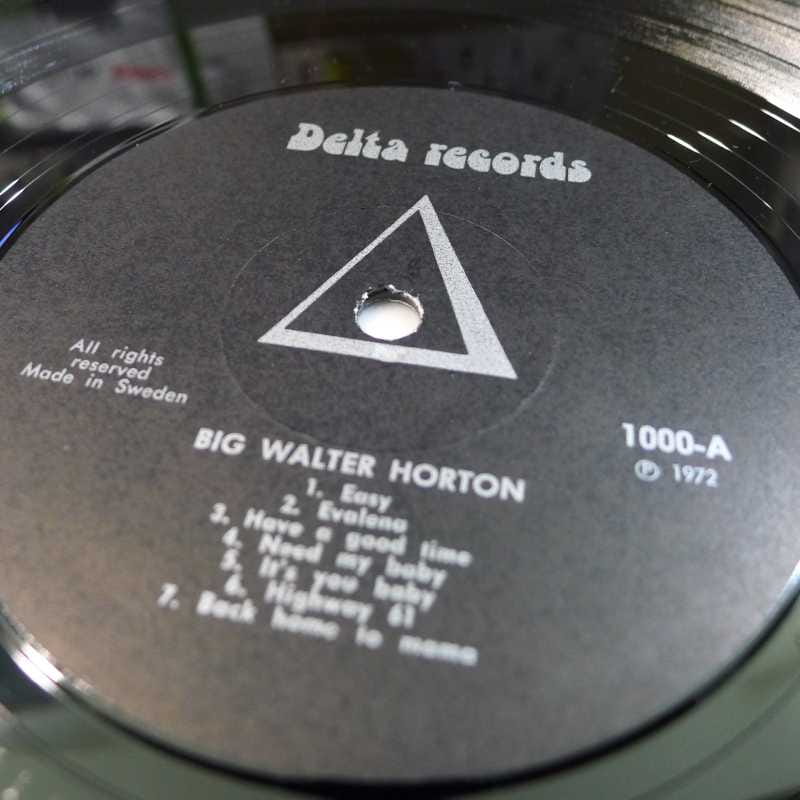 Delta records
All rights
reserved
Made in Sweden
1000-A
Ⓟ 1972
BIG WALTER HORTON
1. Easy
2. Evalena
3. Have a good time
4. Need my baby
5. It's you baby
6. Highway 61
7. Back home to mama